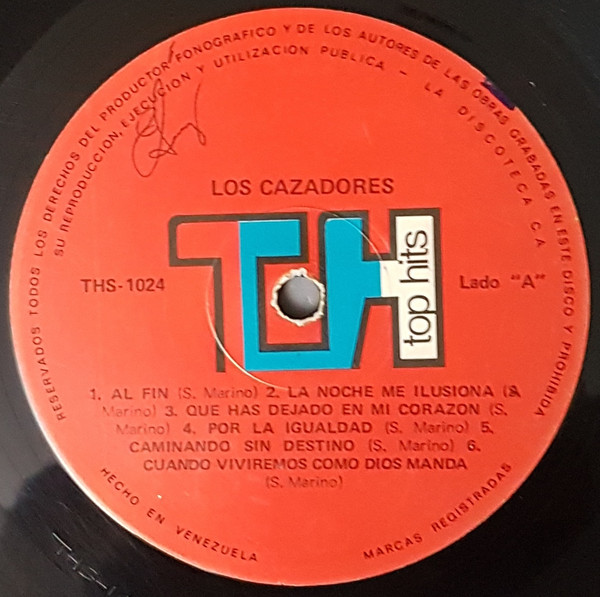 RESERVADOS TODOS LOS DERECHOS DEL PRODUCTOR FONOGRAFICO Y DE LOS AUTORES DE LAS OBRAS GRABADAS EN ESTE DISCO Y PROHIBIDA
SU REPRODUCCION, EJECUCION Y UTILIZACION PUBLICA - LA DISCOTECA C.A.
LOS CAZADORES
TH
top hits
THS-1024
Lado "A"
1. AL FIN (S. Marino) 2. LA NOCHE ME ILUSIONA (S.
Marino) 3. QUE HAS DEJADO EN MI CORAZON (S.
Marino) 4. POR LA IGUALDAD (S. Marino) 5.
CAMINANDO SIN DESTINO (S. Marino) 6.
CUANDO VIVIREMOS COMO DIOS MANDA
(S. Marino)
HECHO EN VENEZUELA
MARCAS REGISTRADAS